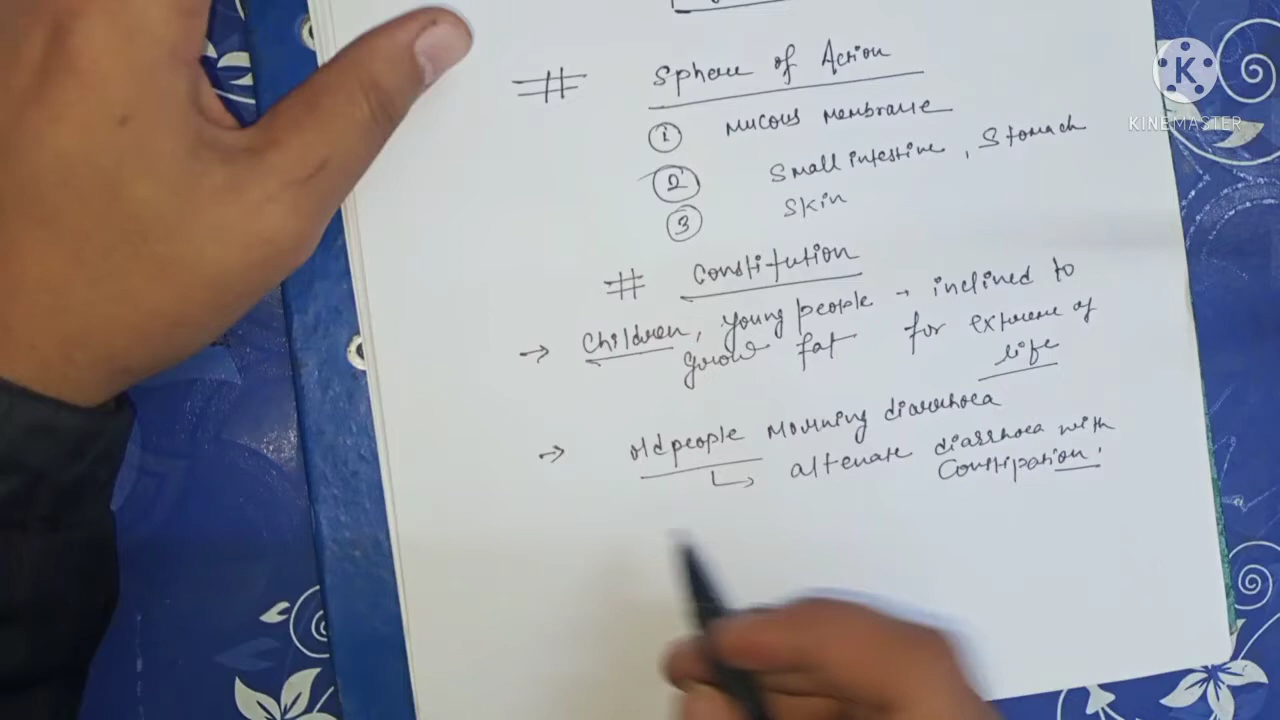 # Sphere of Action
① Mucous Membrane
② Small intestine, Stomach
③ Skin
# Constitution
→ Children, young people → inclined to
grow fat for extreme of
life
→ old people Morning diarrhoea
↳ alternate diarrhoea with
Constipation.
K
KINEMASTER